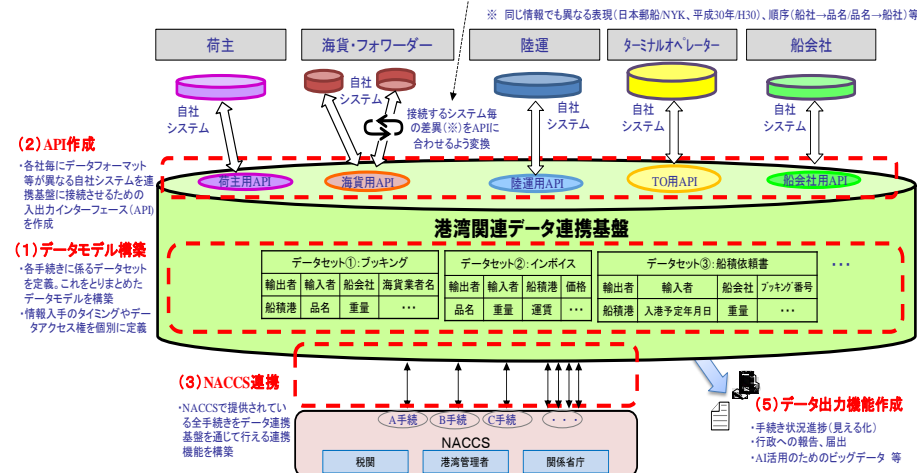 ※ 同じ情報でも異なる表現(日本郵船/NYK、平成30年/H30)、順序(船社→品名/品名→船社)等
荷主
海貨・フォワーダー
陸運
ターミナルオペレーター
船会社
自社
システム
自社
システム
自社
システム
自社
システム
自社
システム
接続するシステム毎
の差異(※)をAPIに
合わせるよう変換
(2)API作成
・各社毎にデータフォーマット
等が異なる自社システムを連
携基盤に接続させるための
入出力インターフェース(API)
を作成
荷主用API
海貨用API
陸運用API
TO用API
船会社用API
港湾関連データ連携基盤
(1)データモデル構築
・各手続きに係るデータセット
を定義。これをとりまとめた
データモデルを構築
・情報入手のタイミングやデー
タアクセス権を個別に定義
データセット①:ブッキング
輸出者 輸入者 船会社 海貨業者名
船積港 品名 重量 ・・・
データセット②:インボイス
輸出者 輸入者 船積港 価格
品名 重量 運賃 ・・・
データセット③:船積依頼書
輸出者 輸入者 船会社 ブッキング番号
船積港 入港予定年月日 重量 ・・・
・・・
(3)NACCS連携
・NACCSで提供されてい
る全手続きをデータ連携
基盤を通じて行える連携
機能を構築
A手続 B手続 C手続 ・・・
NACCS
税関
港湾管理者
関係省庁
(5)データ出力機能作成
・手続き状況進捗(見える化)
・行政への報告、届出
・AI活用のためのビッグデータ 等